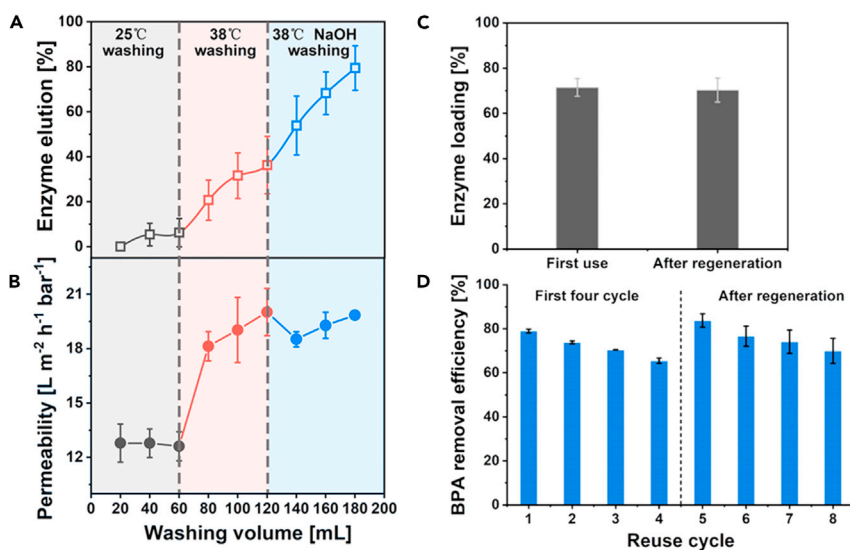 A
25℃
washing
38℃
washing
38℃ NaOH
washing
Enzyme elution [%]
100
80
60
40
20
0
B
Permeability [L m⁻² h⁻¹ bar⁻¹]
21
18
15
12
0 20 40 60 80 100 120 140 160 180 200
Washing volume [mL]
C
Enzyme loading [%]
100
80
60
40
20
0
First use
After regeneration
D
BPA removal efficiency [%]
100
80
60
40
20
0
First four cycle
After regeneration
1 2 3 4 5 6 7 8
Reuse cycle